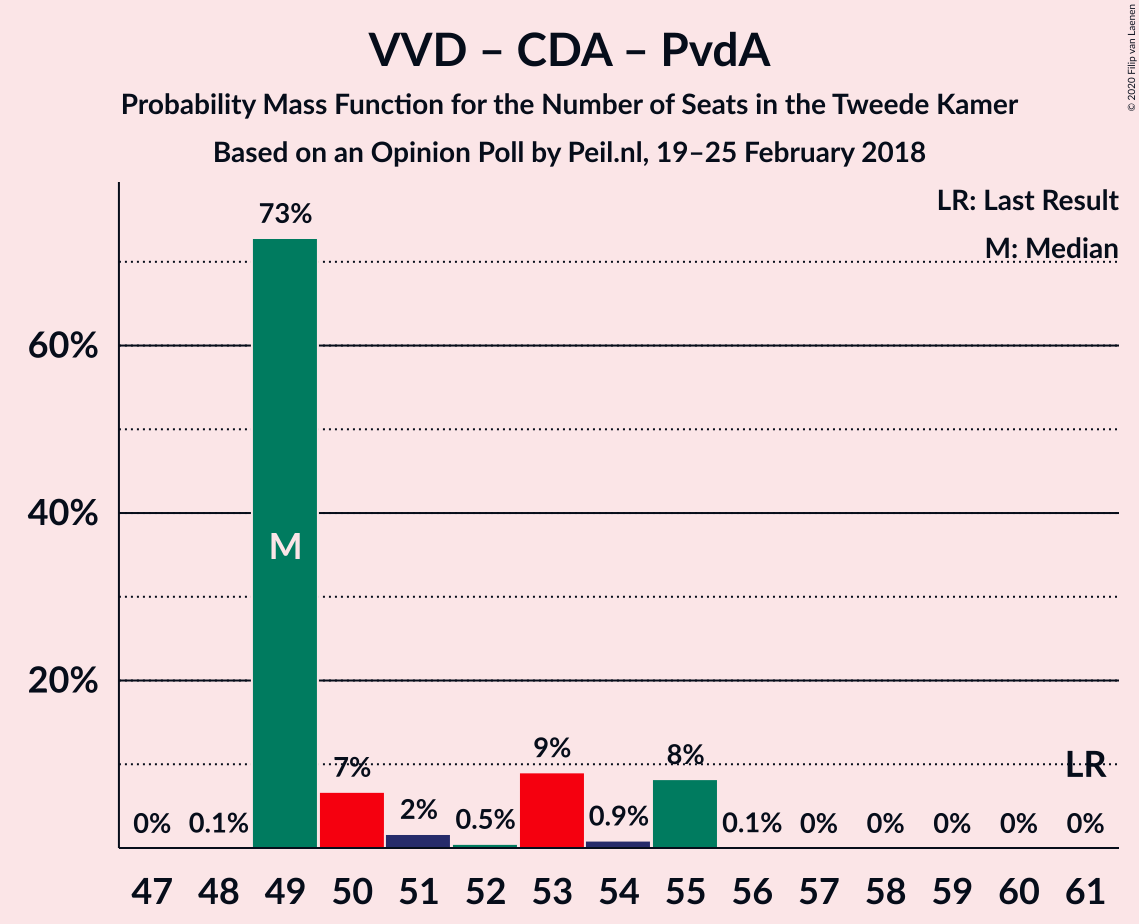 VVD – CDA – PvdA
Probability Mass Function for the Number of Seats in the Tweede Kamer
Based on an Opinion Poll by Peil.nl, 19–25 February 2018
© 2020 Filip van Laenen
LR: Last Result
M: Median
73%
60%
40%
M
20%
9%
8%
7%
LR
2%
0%
0.1%
0.5%
0.9%
0.1%
0%
0%
0%
0%
0%
47 48 49 50 51 52 53 54 55 56 57 58 59 60 61